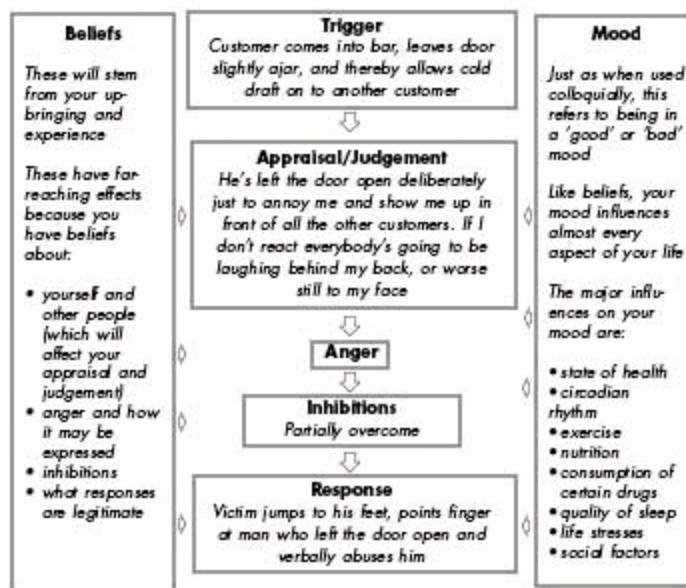 Beliefs
These will stem
from your up-
bringing and
experience
These have far-
reaching effects
because you
have beliefs
about:
• yourself and
other people
(which will
affect your
appraisal and
judgement)
• anger and how
it may be
expressed
• inhibitions
• what responses
are legitimate
Trigger
Customer comes into bar, leaves door
slightly ajar, and thereby allows cold
draft on to another customer
Appraisal/Judgement
He's left the door open deliberately
just to annoy me and show me up in
front of all the other customers. If I
don't react everybody's going to be
laughing behind my back, or worse
still to my face
Anger
Inhibitions
Partially overcome
Response
Victim jumps to his feet, points finger
at man who left the door open and
verbally abuses him
Mood
Just as when used
colloquially, this
refers to being in
a 'good' or 'bad'
mood
Like beliefs, your
mood influences
almost every
aspect of your life
The major influ-
ences on your
mood are:
• state of health
• circadian
rhythm
• exercise
• nutrition
• consumption of
certain drugs
• quality of sleep
• life stresses
• social factors